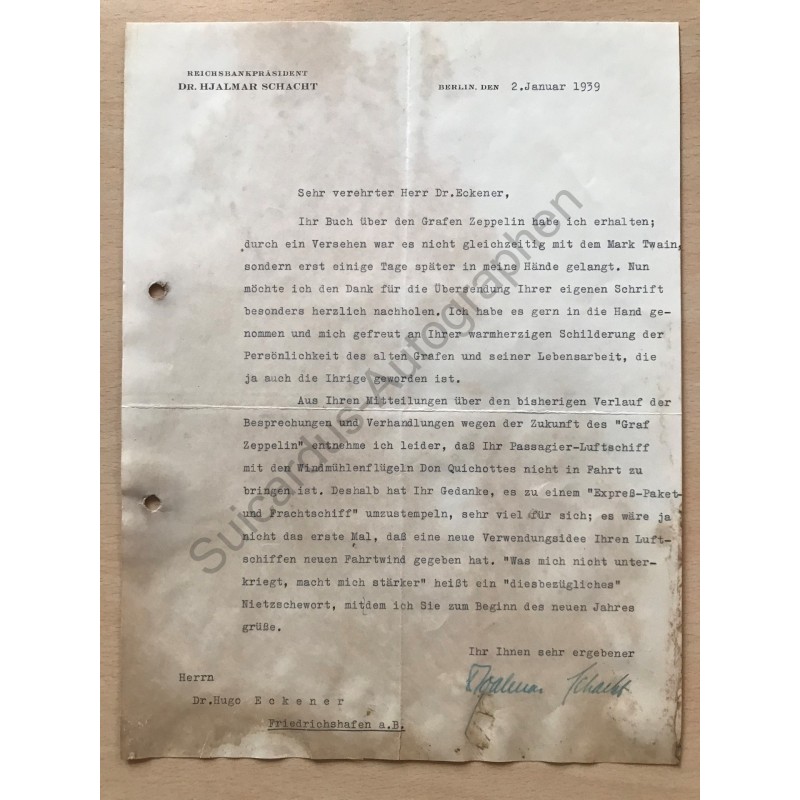 REICHSBANKPRÄSIDENT
DR. HJALMAR SCHACHT
BERLIN, DEN 2.Januar 1939
Sehr verehrter Herr Dr.Eckener,
Ihr Buch über den Grafen Zeppelin habe ich erhalten;
durch ein Versehen war es nicht gleichzeitig mit dem Mark Twain,
sondern erst einige Tage später in meine Hände gelangt. Nun
möchte ich den Dank für die Übersendung Ihrer eigenen Schrift
besonders herzlich nachholen. Ich habe es gern in die Hand ge-
nommen und mich gefreut an Ihrer warmherzigen Schilderung der
Persönlichkeit des alten Grafen und seiner Lebensarbeit, die
ja auch die Ihrige geworden ist.
Aus Ihren Mitteilungen über den bisherigen Verlauf der
Besprechungen und Verhandlungen wegen der Zukunft des "Graf
Zeppelin" entnehme ich leider, daß Ihr Passagier-Luftschiff
mit den Windmühlenflügeln Don Quichottes nicht in Fahrt zu
bringen ist. Deshalb hat Ihr Gedanke, es zu einem "Expreß-Paket-
und Frachtschiff" umzustempeln, sehr viel für sich; es wäre ja
nicht das erste Mal, daß eine neue Verwendungsidee Ihren Luft-
schiffen neuen Fahrtwind gegeben hat. "Was mich nicht unter-
kriegt, macht mich stärker" heißt ein "diesbezügliches"
Nietzschewort, mitdem ich Sie zum Beginn des neuen Jahres
grüße.
Ihr Ihnen sehr ergebener
Hjalmar Schacht
Herrn
Dr.Hugo E c k e n e r
Friedrichshafen a.B.
Suicardus-Autographen